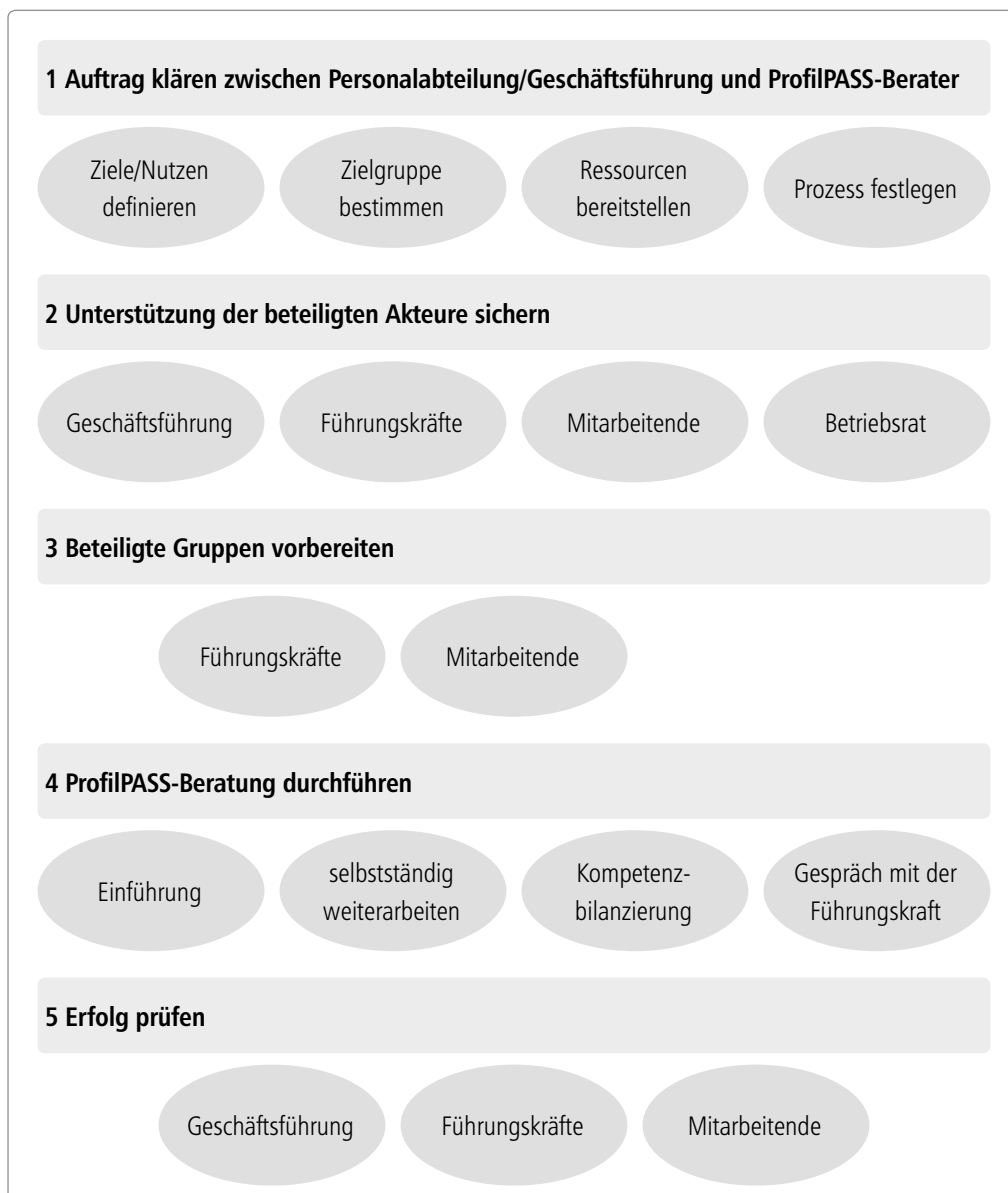 1 Auftrag klären zwischen Personalabteilung/Geschäftsführung und ProfilPASS-Berater
Ziele/Nutzen
definieren
Zielgruppe
bestimmen
Ressourcen
bereitstellen
Prozess festlegen
2 Unterstützung der beteiligten Akteure sichern
Geschäftsführung
Führungskräfte
Mitarbeitende
Betriebsrat
3 Beteiligte Gruppen vorbereiten
Führungskräfte
Mitarbeitende
4 ProfilPASS-Beratung durchführen
Einführung
selbstständig
weiterarbeiten
Kompetenz-
bilanzierung
Gespräch mit der
Führungskraft
5 Erfolg prüfen
Geschäftsführung
Führungskräfte
Mitarbeitende